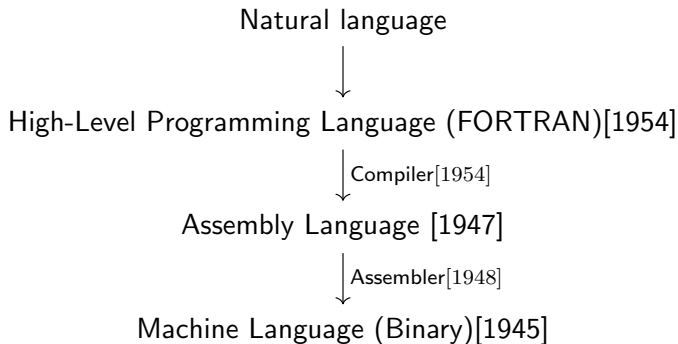 Natural language
High-Level Programming Language (FORTRAN)[1954]
Compiler[1954]
Assembly Language [1947]
Assembler[1948]
Machine Language (Binary)[1945]